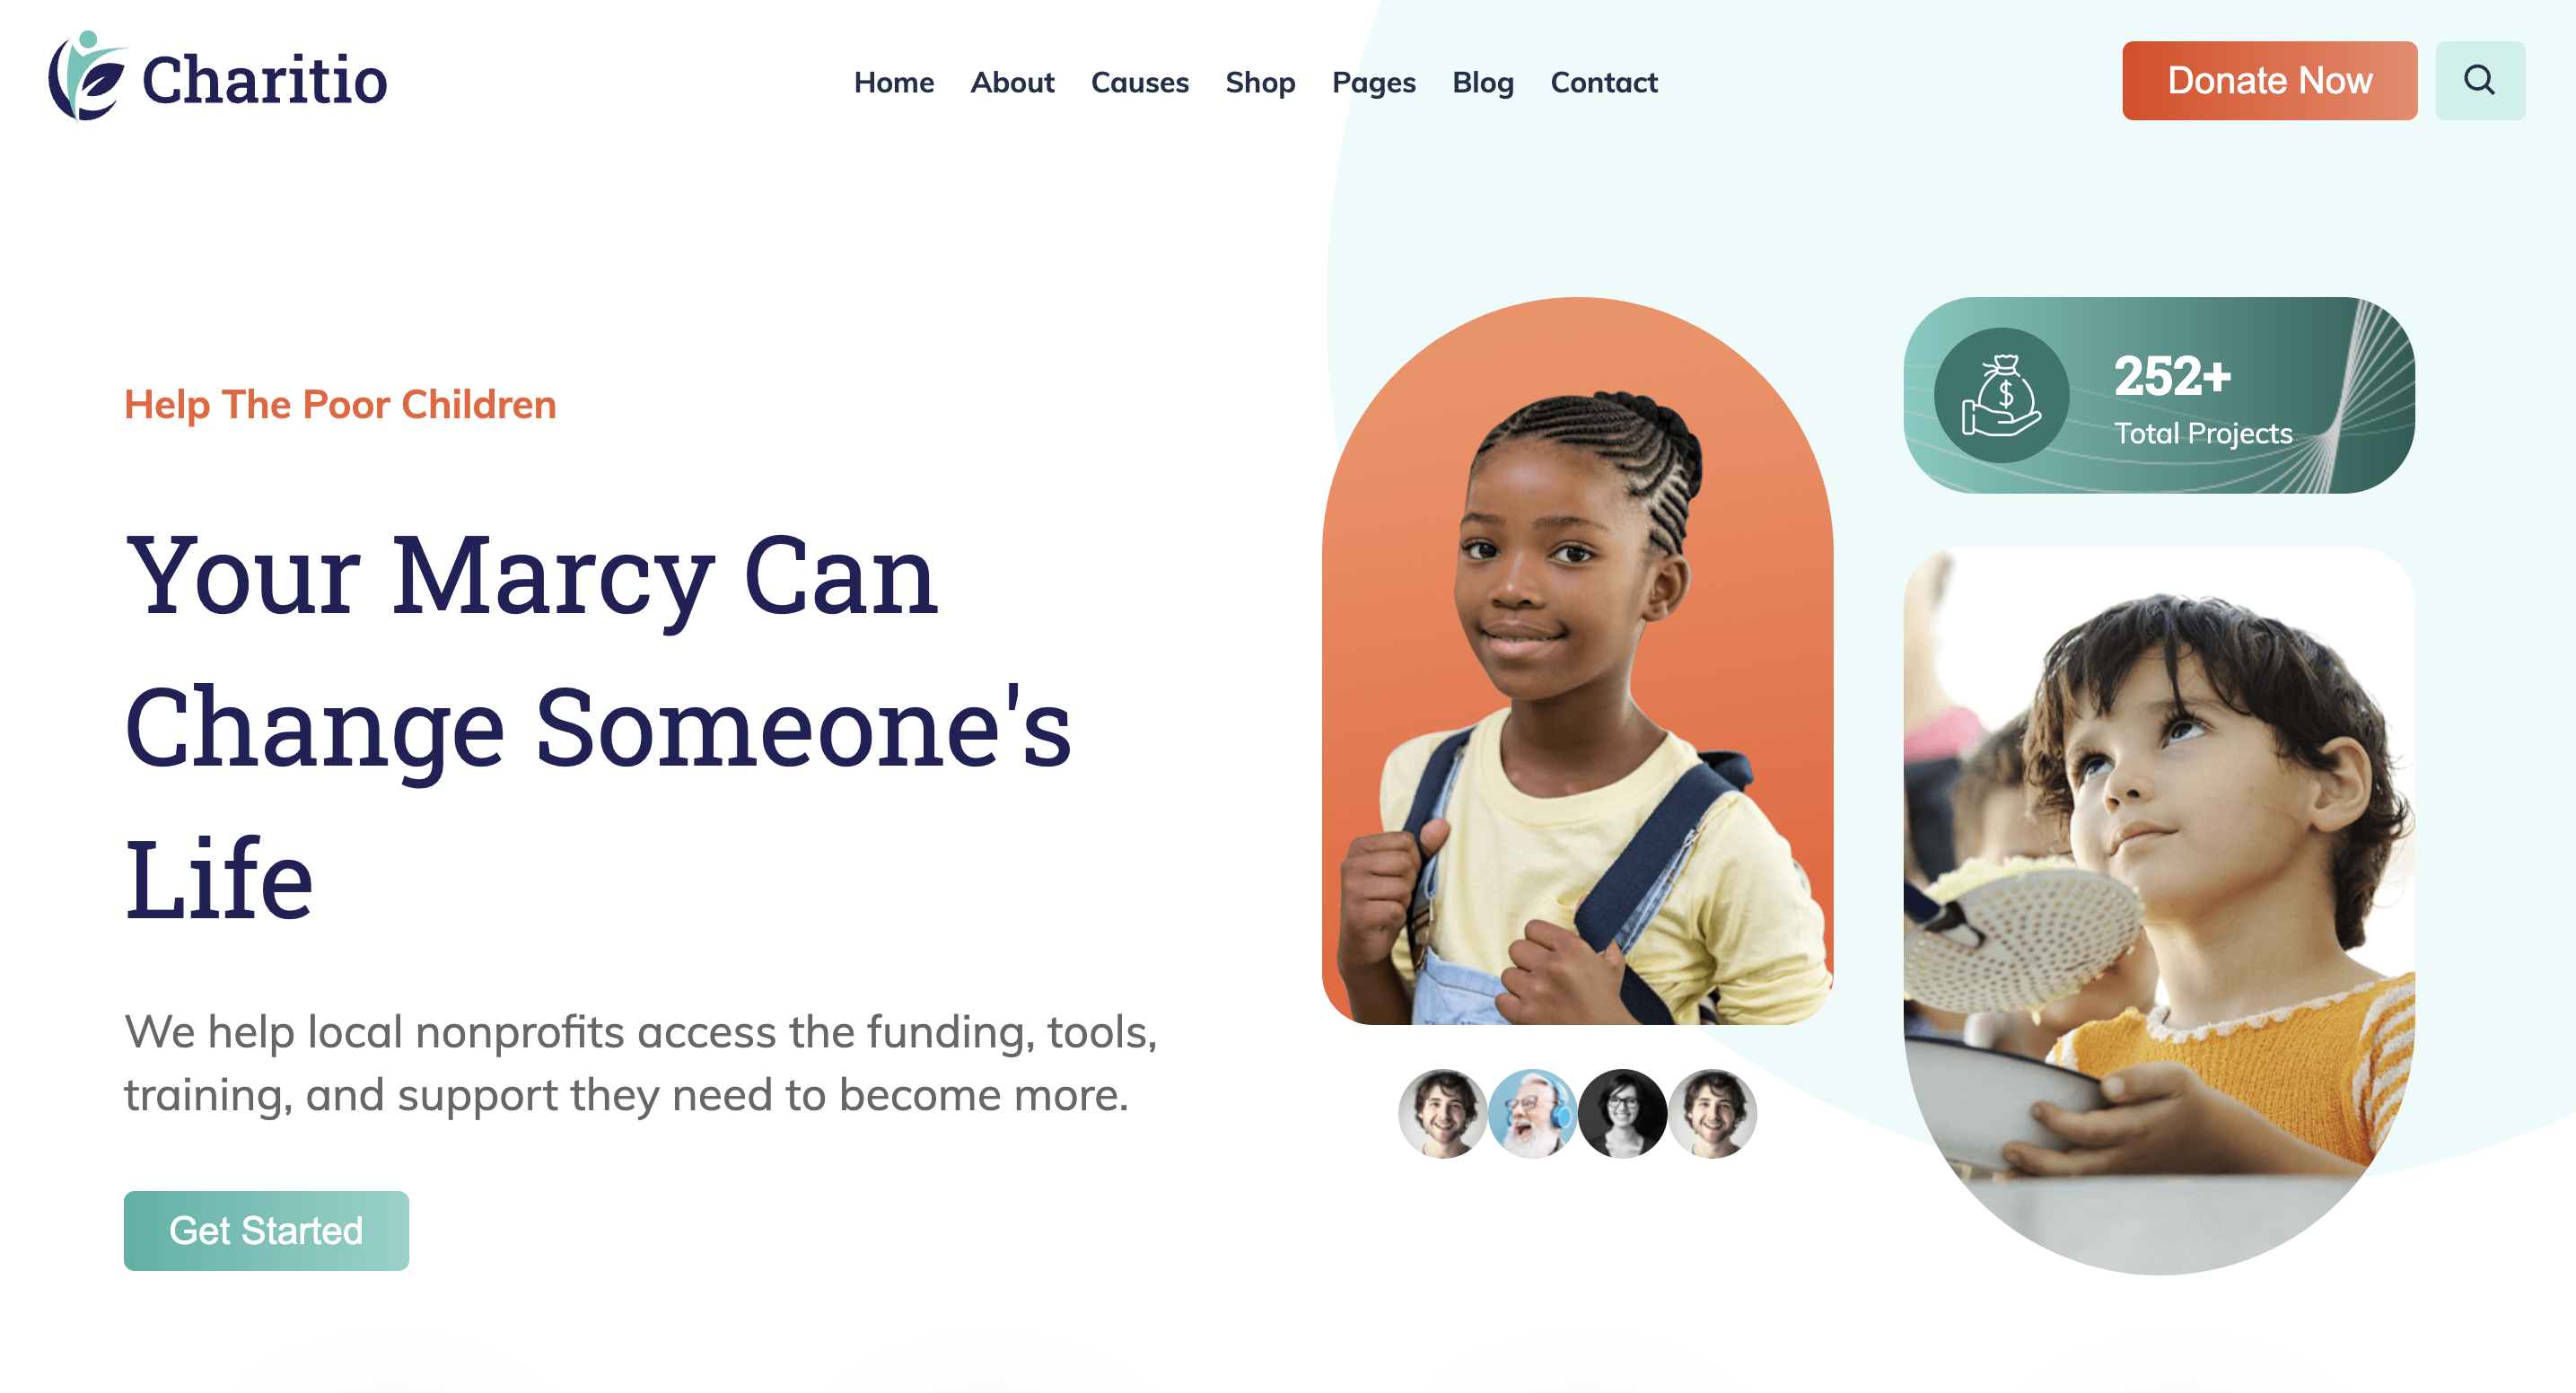 Charitio
Home About Causes Shop Pages Blog Contact
Donate Now
Help The Poor Children
Your Marcy Can
Change Someone's
Life
We help local nonprofits access the funding, tools,
training, and support they need to become more.
Get Started
$
252+
Total Projects